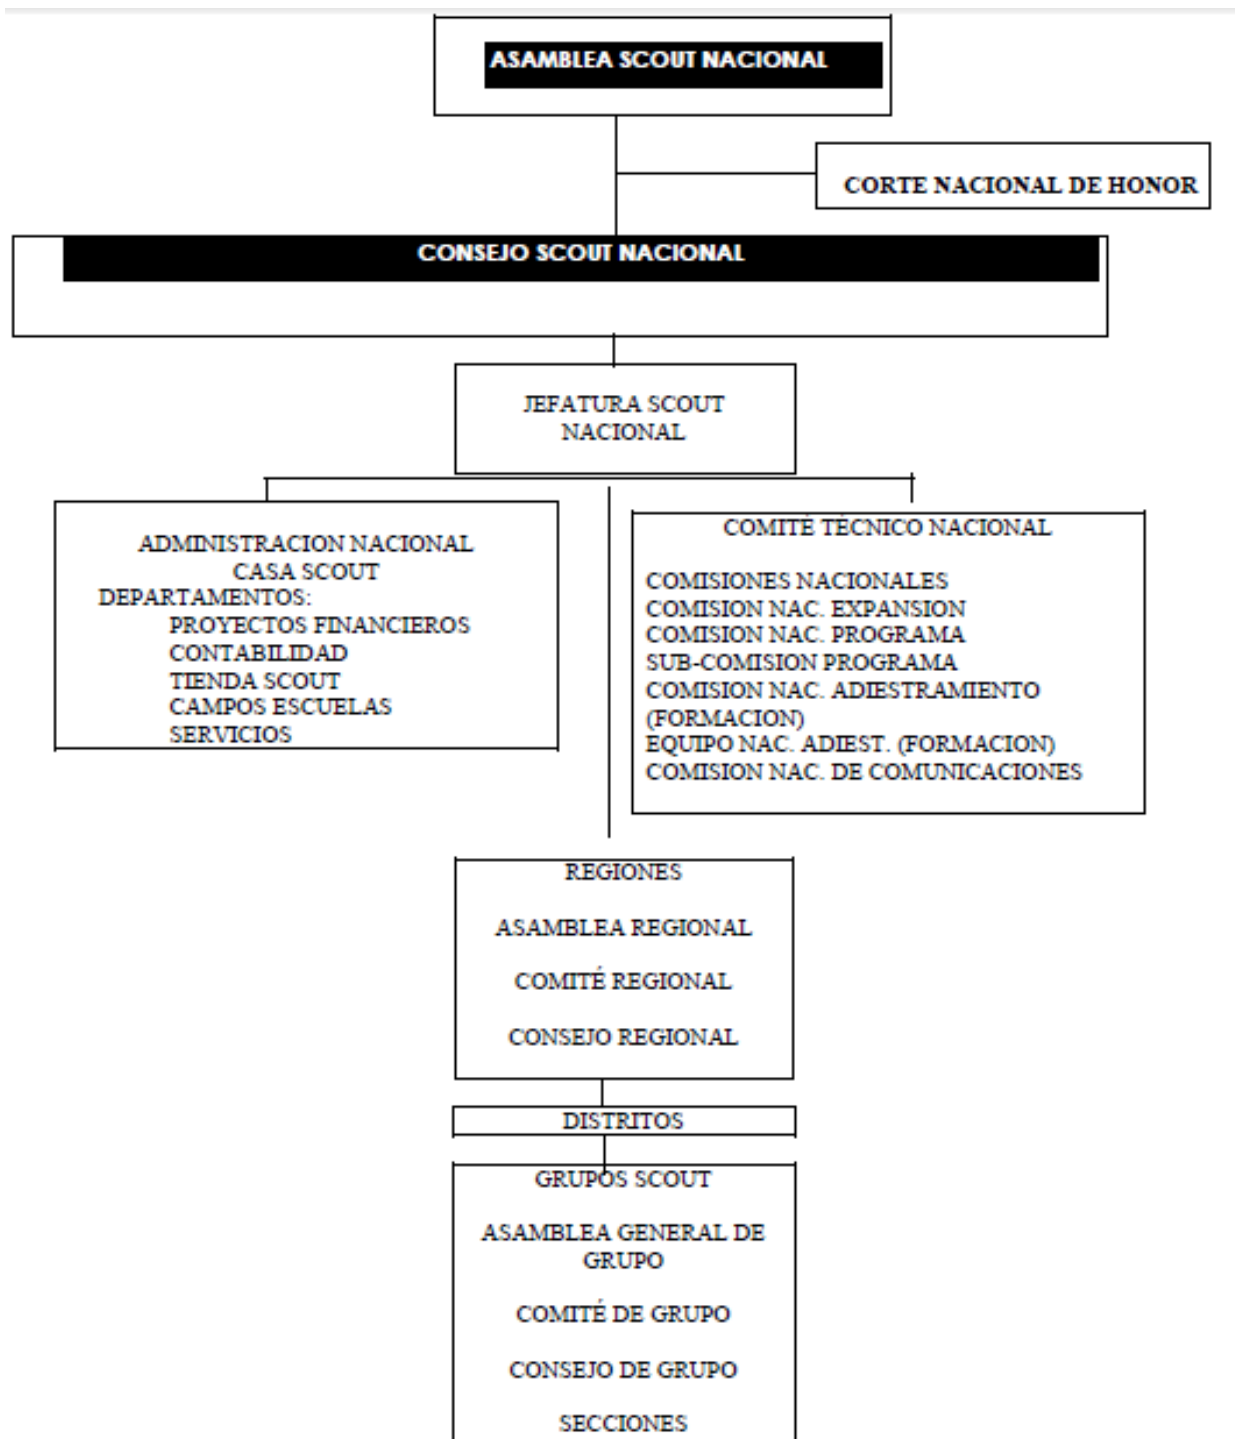 ASAMBLEA SCOUT NACIONAL
CORTE NACIONAL DE HONOR
CONSEJO SCOUT NACIONAL
JEFATURA SCOUT
NACIONAL
ADMINISTRACION NACIONAL
CASA SCOUT
DEPARTAMENTOS:
PROYECTOS FINANCIEROS
CONTABILIDAD
TIENDA SCOUT
CAMPOS ESCUELAS
SERVICIOS
COMITÉ TÉCNICO NACIONAL
COMISIONES NACIONALES
COMISION NAC. EXPANSION
COMISION NAC. PROGRAMA
SUB-COMISION PROGRAMA
COMISION NAC. ADIESTRAMIENTO
(FORMACION)
EQUIPO NAC. ADIEST. (FORMACION)
COMISION NAC. DE COMUNICACIONES
REGIONES
ASAMBLEA REGIONAL
COMITÉ REGIONAL
CONSEJO REGIONAL
DISTRITOS
GRUPOS SCOUT
ASAMBLEA GENERAL DE
GRUPO
COMITÉ DE GRUPO
CONSEJO DE GRUPO
SECCIONES